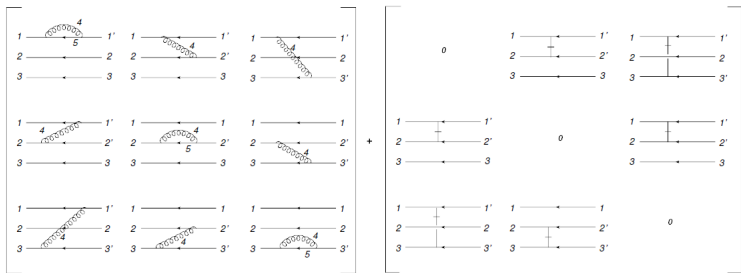 4
1 1' 1 1' 1 1' 1 1' 1 1'
5 4 4
2 2 2 2' 2 2 0 2 2' 2 2
3 3 3 3 3 3' 3 3 3 3'
1 1' 1 1 1 1 1 1' 1 1'
4 4
2 2' 2 2' 2 2' + 2 2' 0 2 2'
5 4
3 3 3 3 3 3' 3 3 3 3'
1 1' 1 1 1 1 1 1' 1 1
2 2 2 2' 2 2 2 2 2 2' 0
4 4 4
3 3' 3 3' 3 3' 3 3' 3 3'
5